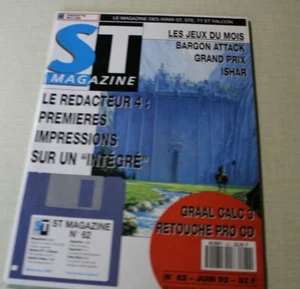 LE MAGAZINE DES ATARI ST, STE, TT ET FALCON
ST
MAGAZINE
LES JEUX DU MOIS
BARGON ATTACK
GRAND PRIX
ISHAR
LE REDACTEUR 4 :
PREMIERES
IMPRESSIONS
SUR UN "INTÉGRÉ"
ST MAGAZINE
N° 62
GRAAL CALC 3
RETOUCHE PRO CD
N° 62 - JUIN 92 - 32 F